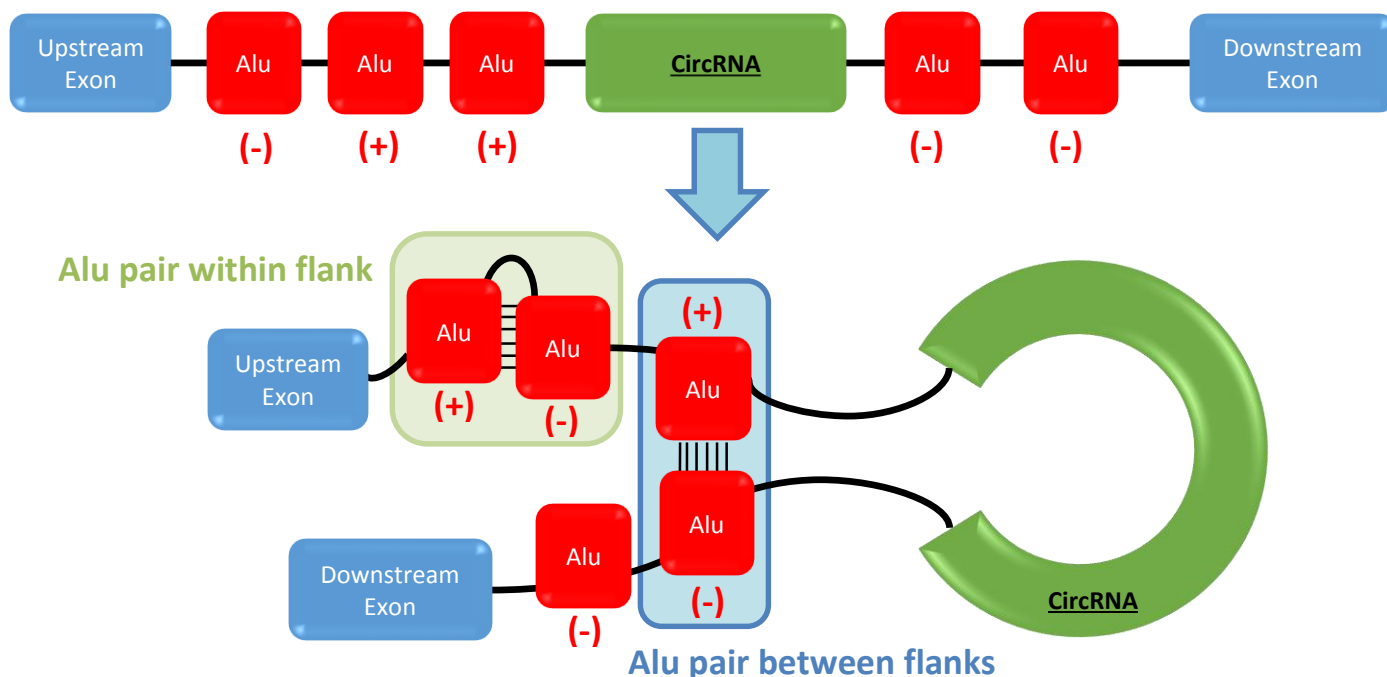 Upstream
Exon
Alu
Alu
Alu
CircRNA
Alu
Alu
Downstream
Exon
(-)
(+)
(+)
(-)
(-)
Alu pair within flank
Upstream
Exon
Alu
Alu
(+)
(-)
(+)
Alu
Alu
(-)
Downstream
Exon
Alu
(-)
CircRNA
Alu pair between flanks